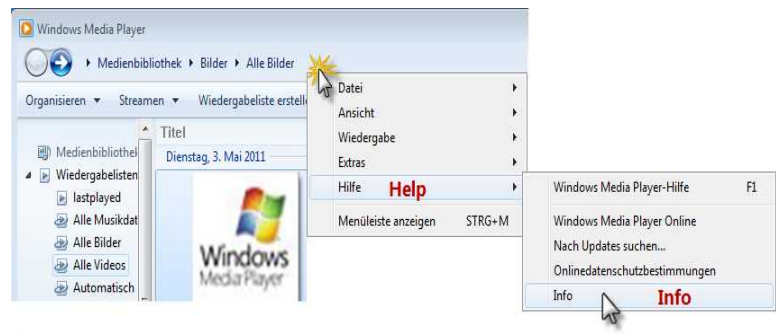 Windows Media Player
Medienbibliothek ▸ Bilder ▸ Alle Bilder
Organisieren ▾ Streamen ▾ Wiedergabeliste erstell
Titel
Medienbibliothek
Dienstag, 3. Mai 2011
Wiedergabelisten
lastplayed
Alle Musikdat
Alle Bilder
Alle Videos
Automatisch
Windows
Media Player
Datei
Ansicht
Wiedergabe
Extras
Hilfe Help
Menüleiste anzeigen STRG+M
Windows Media Player-Hilfe F1
Windows Media Player Online
Nach Updates suchen...
Onlinedatenschutzbestimmungen
Info Info